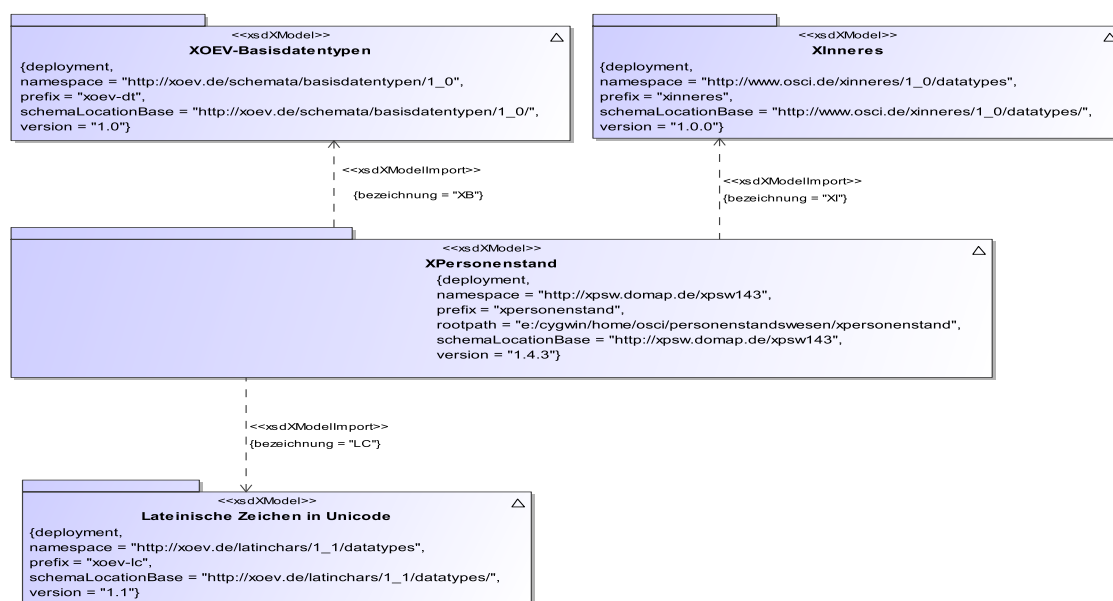 <<xsdXModel>>
XOEV-Basisdatentypen
{deployment,
namespace = "http://xoev.de/schemata/basisdatentypen/1_0",
prefix = "xoev-dt",
schemaLocationBase = "http://xoev.de/schemata/basisdatentypen/1_0/",
version = "1.0"}
<<xsdXModel>>
XInneres
{deployment,
namespace = "http://www.osci.de/xinneres/1_0/datatypes",
prefix = "xinneres",
schemaLocationBase = "http://www.osci.de/xinneres/1_0/datatypes/",
version = "1.0.0"}
<<xsdXModelImport>>
{bezeichnung = "XB"}
<<xsdXModelImport>>
{bezeichnung = "XI"}
<<xsdXModel>>
XPersonenstand
{deployment,
namespace = "http://xpsw.domap.de/xpsw143",
prefix = "xpersonenstand",
rootpath = "e:/cygwin/home/osci/personenstandswesen/xpersonenstand",
schemaLocationBase = "http://xpsw.domap.de/xpsw143",
version = "1.4.3"}
<<xsdXModelImport>>
{bezeichnung = "LC"}
<<xsdXModel>>
Lateinische Zeichen in Unicode
{deployment,
namespace = "http://xoev.de/latinchars/1_1/datatypes",
prefix = "xoev-lc",
schemaLocationBase = "http://xoev.de/latinchars/1_1/datatypes/",
version = "1.1"}